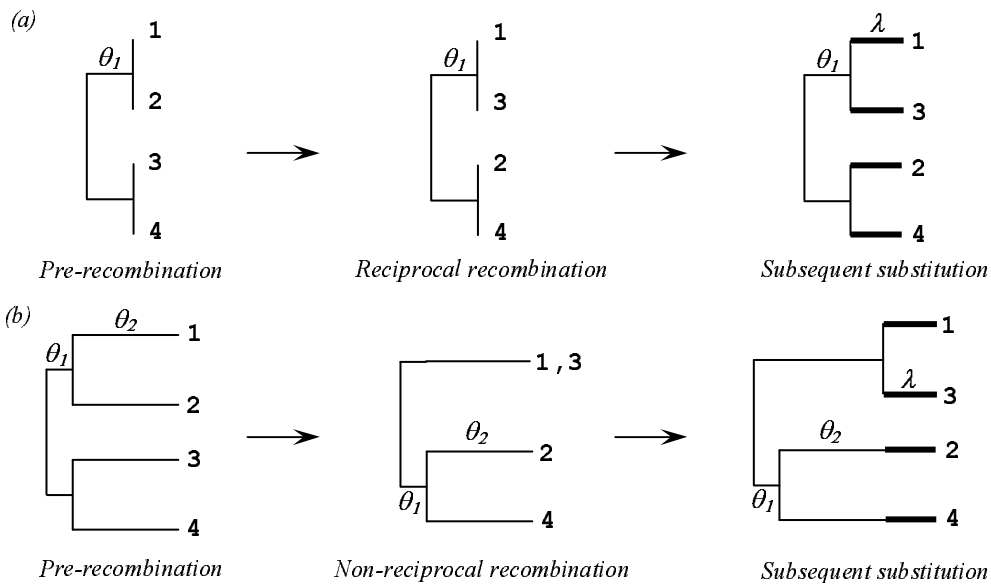 (a)
θ1
1
2
3
4
Pre-recombination
θ1
1
3
2
4
Reciprocal recombination
λ
θ1
1
3
2
4
Subsequent substitution
(b)
θ2
θ1
1
2
3
4
Pre-recombination
1,3
θ2
2
θ1
4
Non-reciprocal recombination
1
λ
3
θ2
2
θ1
4
Subsequent substitution